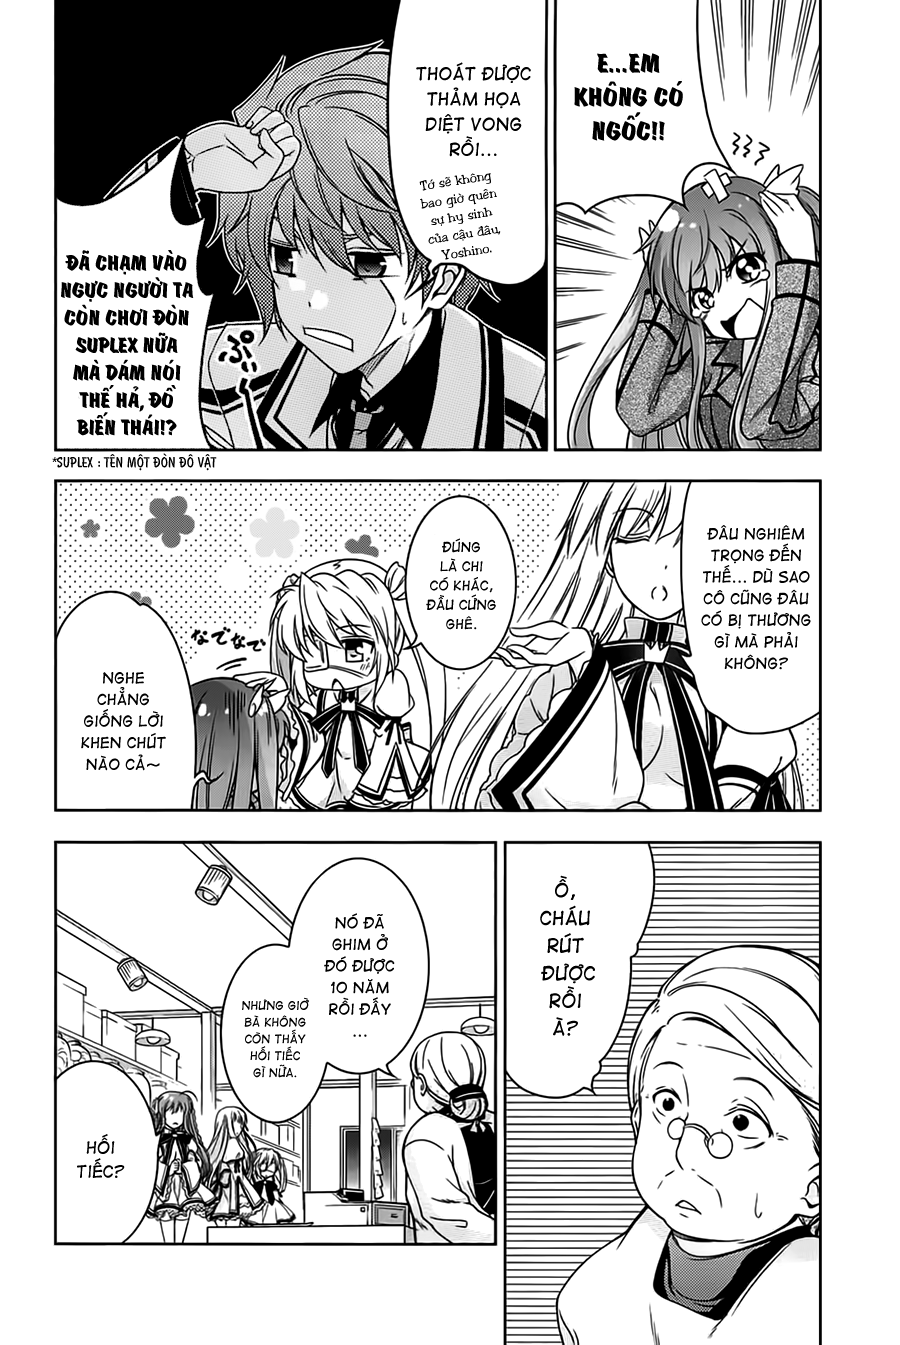 E...EM
KHÔNG CÓ
NGỐC!!
THOÁT ĐƯỢC
THẢM HỌA
DIỆT VONG
RỒI...
Tớ sẽ không
bao giờ quên
sự hy sinh
của cậu đâu,
Yoshino.
ぷいく
ĐÃ CHẠM VÀO
NGỰC NGƯỜI TA
CÒN CHƠI ĐÒN
SUPLEX NỮA
MÀ DÁM NÓI
THẾ HẢ, ĐỒ
BIẾN THÁI!?
*SUPLEX : TÊN MỘT ĐÒN ĐÔ VẬT
ĐÂU NGHIÊM
TRỌNG ĐẾN
THẾ... DÙ SAO
CÔ CŨNG ĐÂU
CÓ BỊ THƯƠNG
GÌ MÀ PHẢI
KHÔNG?
ĐÚNG
LÀ CHI
CÓ KHÁC,
ĐẦU CỨNG
GHÊ.
なでなで
NGHE
CHẲNG
GIỐNG LỜI
KHEN CHÚT
NÀO CẢ~
Ồ,
CHÁU
RÚT
ĐƯỢC
RỒI
À?
NÓ ĐÃ
GHIM Ở
ĐÓ ĐƯỢC
10 NĂM
RỒI ĐẤY
...
NHƯNG GIỜ
BÀ KHÔNG
CÒN THẤY
HỐI TIẾC
GÌ NỮA.
HỐI
TIẾC?